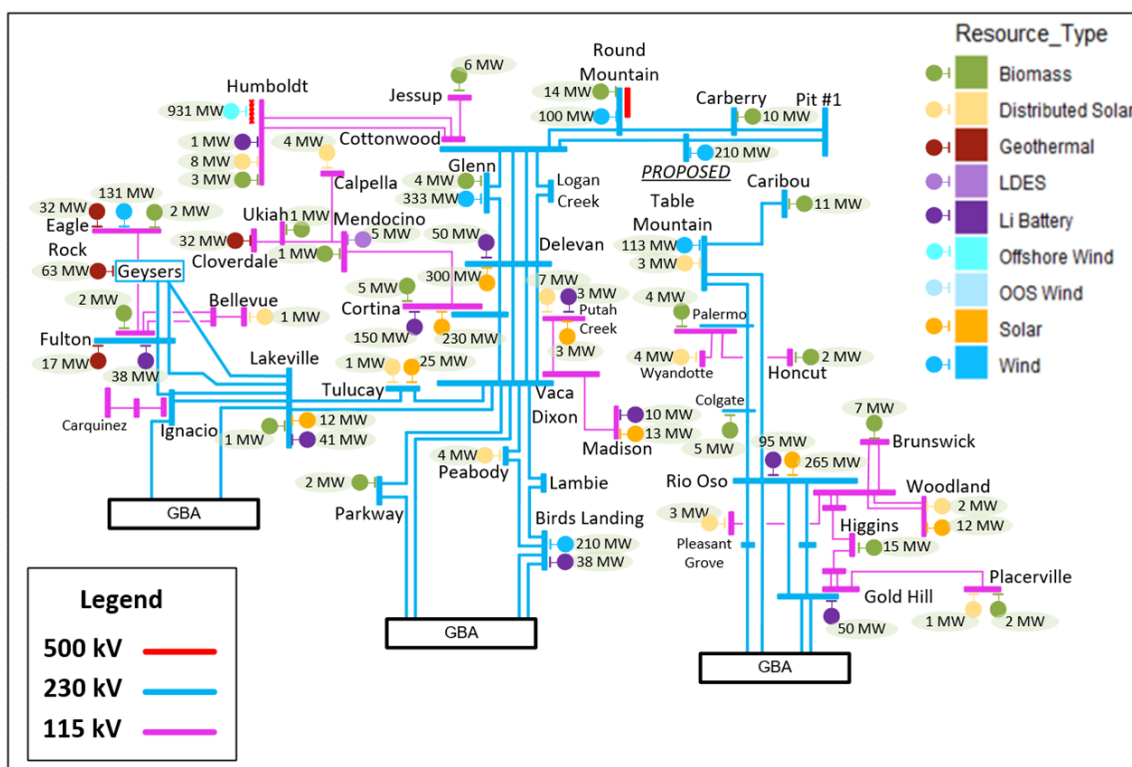 Resource_Type
Biomass
Distributed Solar
Geothermal
LDES
Li Battery
Offshore Wind
OOS Wind
Solar
Wind
Humboldt
931 MW
1 MW
8 MW
3 MW
6 MW
Jessup
Cottonwood
Round
Mountain
14 MW
100 MW
Carberry
10 MW
Pit #1
210 MW
PROPOSED
4 MW
Calpella
Glenn
4 MW
333 MW
Logan
Creek
Table
Mountain
113 MW
3 MW
Caribou
11 MW
131 MW
32 MW
2 MW
Eagle
Rock
63 MW
Geysers
Ukiah
1 MW
32 MW
Cloverdale
Mendocino
5 MW
1 MW
50 MW
Delevan
300 MW
5 MW
Cortina
150 MW
230 MW
7 MW
3 MW
Putah
Creek
3 MW
4 MW
Palermo
4 MW
Wyandotte
2 MW
Honcut
2 MW
Fulton
17 MW
38 MW
Bellevue
1 MW
Lakeville
1 MW
25 MW
Tulucay
12 MW
41 MW
1 MW
Carquinez
Ignacio
Vaca
Dixon
10 MW
13 MW
Madison
Colgate
5 MW
7 MW
Brunswick
95 MW
265 MW
Rio Oso
Woodland
2 MW
12 MW
3 MW
Pleasant
Grove
Higgins
15 MW
Placerville
Gold Hill
1 MW
2 MW
50 MW
4 MW
Peabody
Lambie
2 MW
Parkway
Birds Landing
210 MW
38 MW
GBA
GBA
GBA
Legend
500 kV
230 kV
115 kV